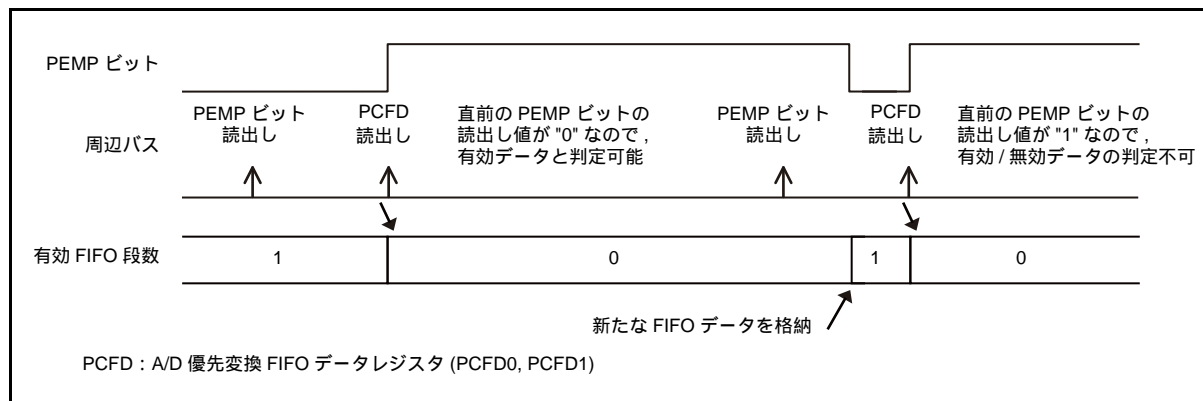 PEMP ビット
周辺バス
PEMP ビット
読出し
PCFD
読出し
直前の PEMP ビットの
読出し値が "0" なので ,
有効データと判定可能
PEMP ビット
読出し
PCFD
読出し
直前の PEMP ビットの
読出し値が "1" なので ,
有効 / 無効データの判定不可
有効 FIFO 段数
1
0
1
0
新たな FIFO データを格納
PCFD : A/D 優先変換 FIFO データレジスタ (PCFD0, PCFD1)